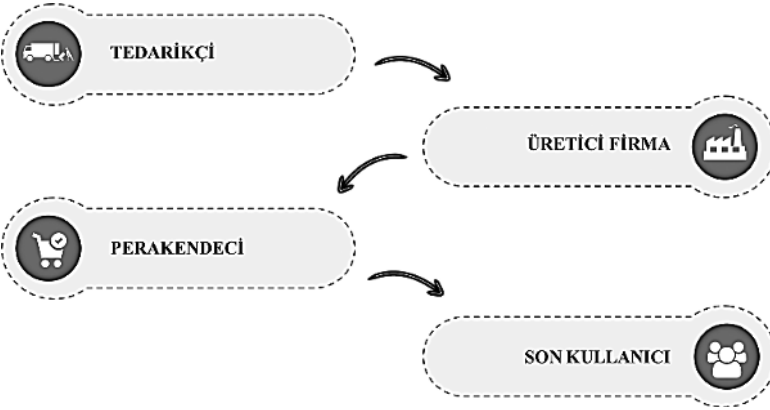 TEDARİKÇİ
ÜRETİCİ FİRMA
PERAKENDECİ
SON KULLANICI